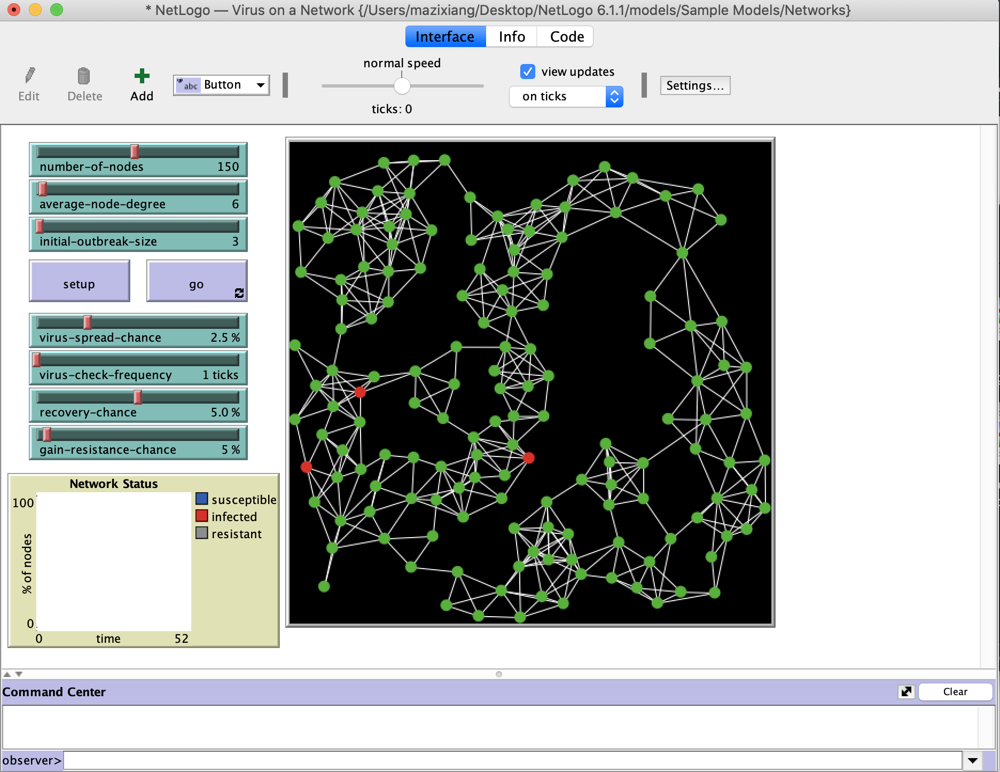 * NetLogo — Virus on a Network {/Users/mazixiang/Desktop/NetLogo 6.1.1/models/Sample Models/Networks}
Interface Info Code
Edit Delete Add
abc Button
normal speed
ticks: 0
view updates
on ticks
Settings...
number-of-nodes 150
average-node-degree 6
initial-outbreak-size 3
setup go
virus-spread-chance 2.5 %
virus-check-frequency 1 ticks
recovery-chance 5.0 %
gain-resistance-chance 5 %
Network Status
100
% of nodes
0
0 time 52
susceptible
infected
resistant
Command Center Clear
observer>